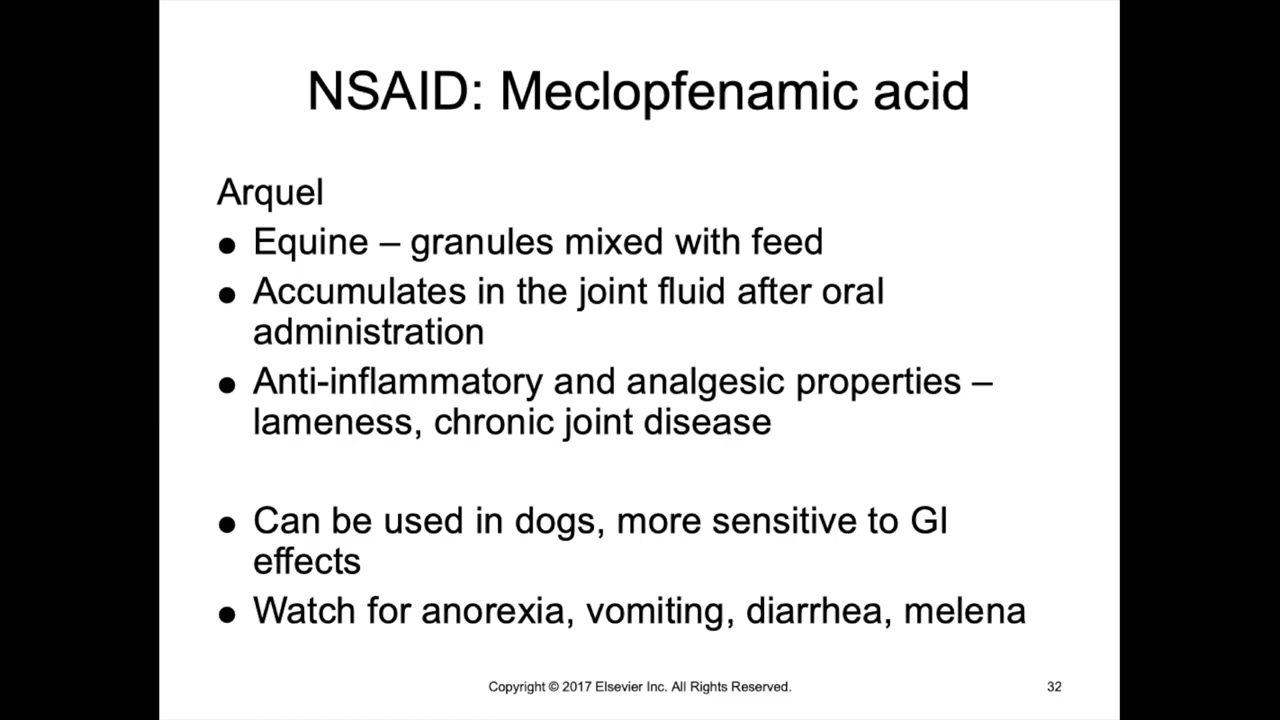 NSAID: Meclopfenamic acid
Arquel
● Equine – granules mixed with feed
● Accumulates in the joint fluid after oral
administration
● Anti-inflammatory and analgesic properties –
lameness, chronic joint disease
● Can be used in dogs, more sensitive to GI
effects
● Watch for anorexia, vomiting, diarrhea, melena
Copyright © 2017 Elsevier Inc. All Rights Reserved.
32